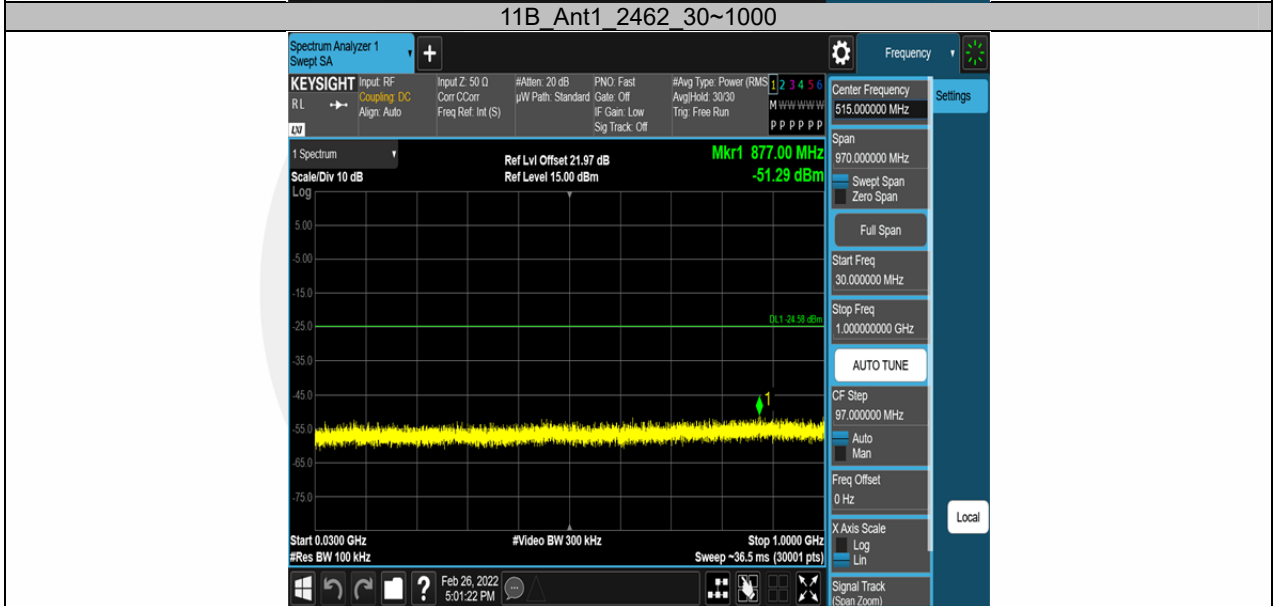 11B_Ant1_2462_30~1000
Spectrum Analyzer 1
Swept SA
+
Frequency
KEYSIGHT
RL
LXI
Input: RF
Coupling: DC
Align: Auto
Input Z: 50 Ω
Corr CCorr
Freq Ref: Int (S)
#Atten: 20 dB
µW Path: Standard
PNO: Fast
Gate: Off
IF Gain: Low
Sig Track: Off
#Avg Type: Power (RMS
Avg|Hold: 30/30
Trig: Free Run
1 2 3 4 5 6
M W W W W W
P P P P P P
Center Frequency
515.000000 MHz
Settings
1 Spectrum
Scale/Div 10 dB
Log
Ref Lvl Offset 21.97 dB
Ref Level 15.00 dBm
Mkr1 877.00 MHz
-51.29 dBm
Span
970.000000 MHz
Swept Span
Zero Span
Full Span
Start Freq
30.000000 MHz
Stop Freq
1.000000000 GHz
AUTO TUNE
CF Step
97.000000 MHz
Auto
Man
Freq Offset
0 Hz
X Axis Scale
Log
Lin
Signal Track
(Span Zoom)
Local
5.00
-5.00
-15.0
-25.0
DL1 -24.58 dBm
-35.0
-45.0
1
-55.0
-65.0
-75.0
Start 0.0300 GHz
#Res BW 100 kHz
#Video BW 300 kHz
Stop 1.0000 GHz
Sweep ~36.5 ms (30001 pts)
?
Feb 26, 2022
5:01:22 PM